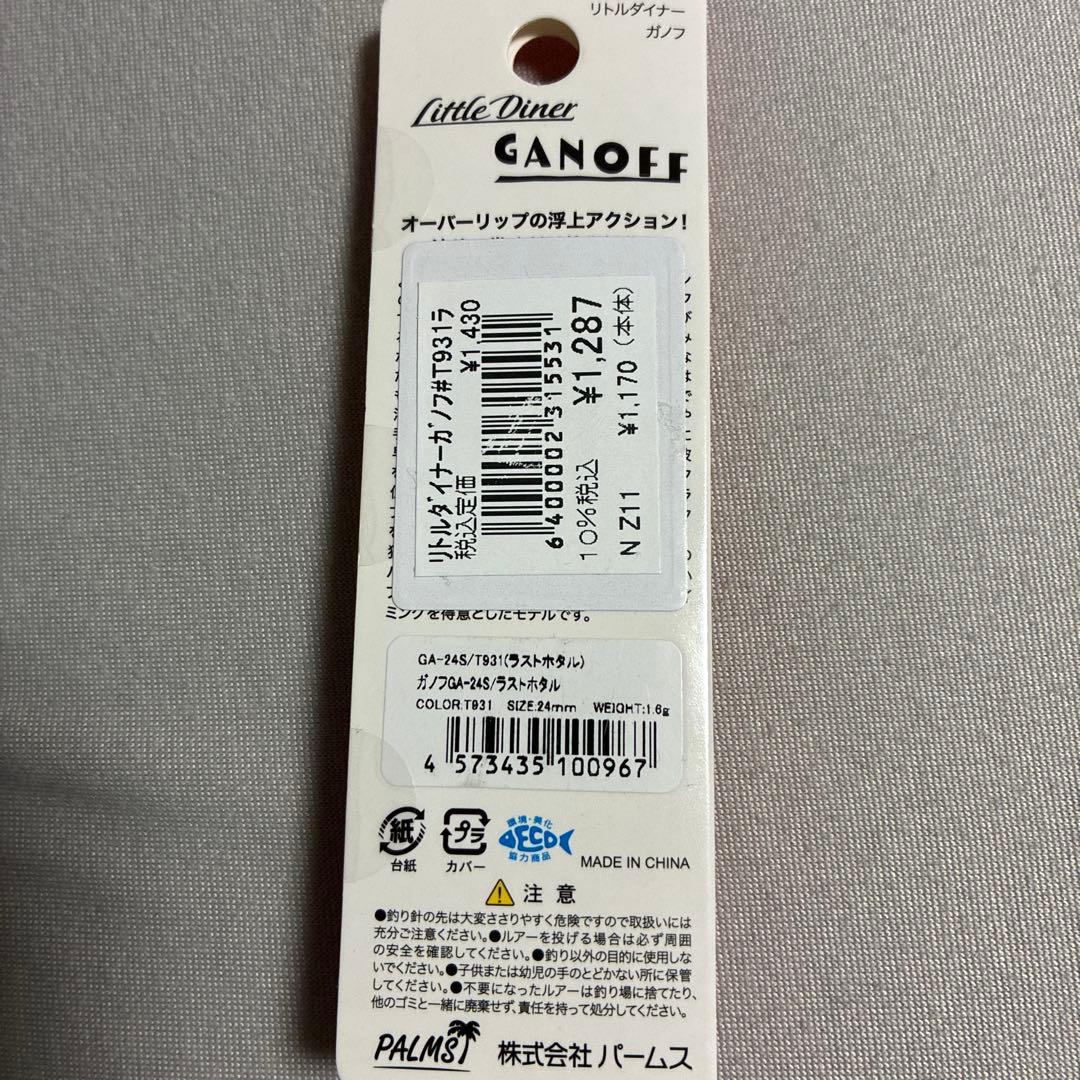 リトルダイナー
ガノフ
Little Diner
GANOFF
オーバーリップの浮上アクション!
リトルダイナーガノフ#T931ラ
税込定価 ¥1,430
6 400002 315531
10%税込 ¥1,287
N Z11 ¥1,170(本体)
ミングを得意としたモデルです。
GA-24S/T931(ラストホタル)
ガノフGA-24S/ラストホタル
COLOR:T931 SIZE:24mm WEIGHT:1.6g
4 573435 100967
紙
台紙
プラ
カバー
環境・美化
ECO
協力商品
MADE IN CHINA
注意
●釣り針の先は大変ささりやすく危険ですので取扱いには
充分ご注意ください。●ルアーを投げる場合は必ず周囲
の安全を確認してください。●釣り以外の目的に使用しな
いでください。●子供または幼児の手のとどかない所に保管
してください。●不要になったルアーは釣り場に捨てたり、
他のゴミと一緒に廃棄せず、責任を持って処分してください。
PALMS
株式会社 パームス